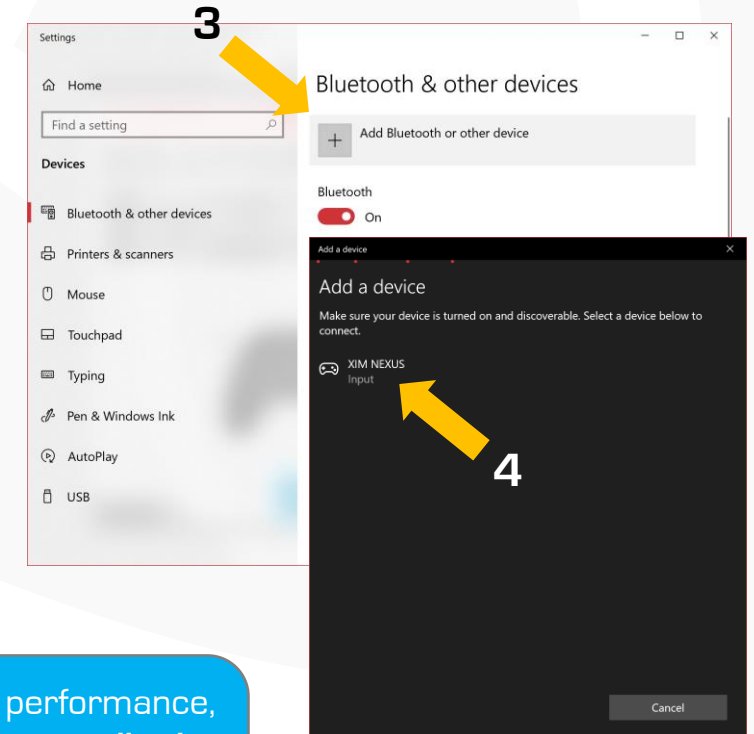 3
Settings
Home
Find a setting
Devices
Bluetooth & other devices
Printers & scanners
Mouse
Touchpad
Typing
Pen & Windows Ink
AutoPlay
USB
Bluetooth & other devices
Add Bluetooth or other device
Bluetooth
On
Add a device
Add a device
Make sure your device is turned on and discoverable. Select a device below to
connect.
XIM NEXUS
Input
4
Cancel
performance,